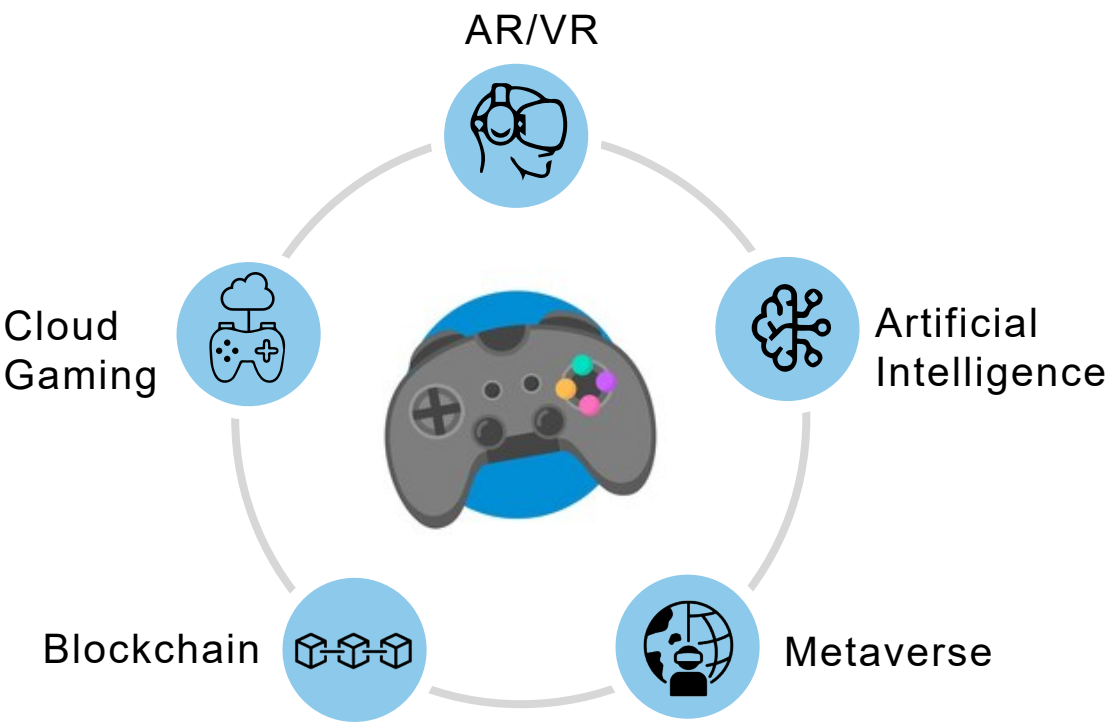 AR/VR
Cloud
Gaming
Artificial
Intelligence
Blockchain
Metaverse